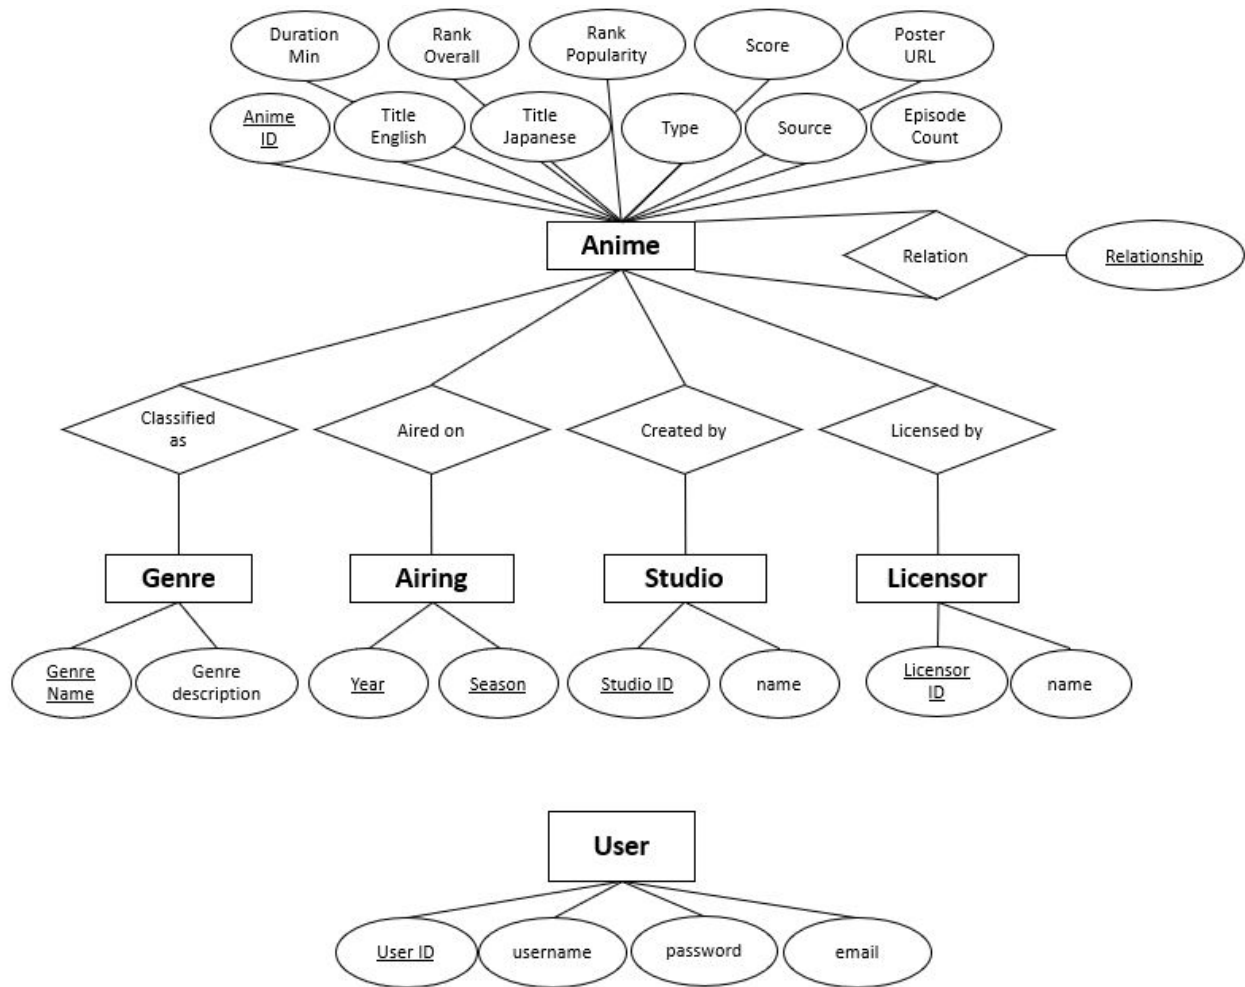 Duration
Min
Rank
Overall
Rank
Popularity
Score
Poster
URL
Anime
ID
Title
English
Title
Japanese
Type
Source
Episode
Count
Anime
Relation
Relationship
Classified
as
Aired on
Created by
Licensed by
Genre
Airing
Studio
Licensor
Genre
Name
Genre
description
Year
Season
Studio ID
name
Licensor
ID
name
User
User ID
username
password
email